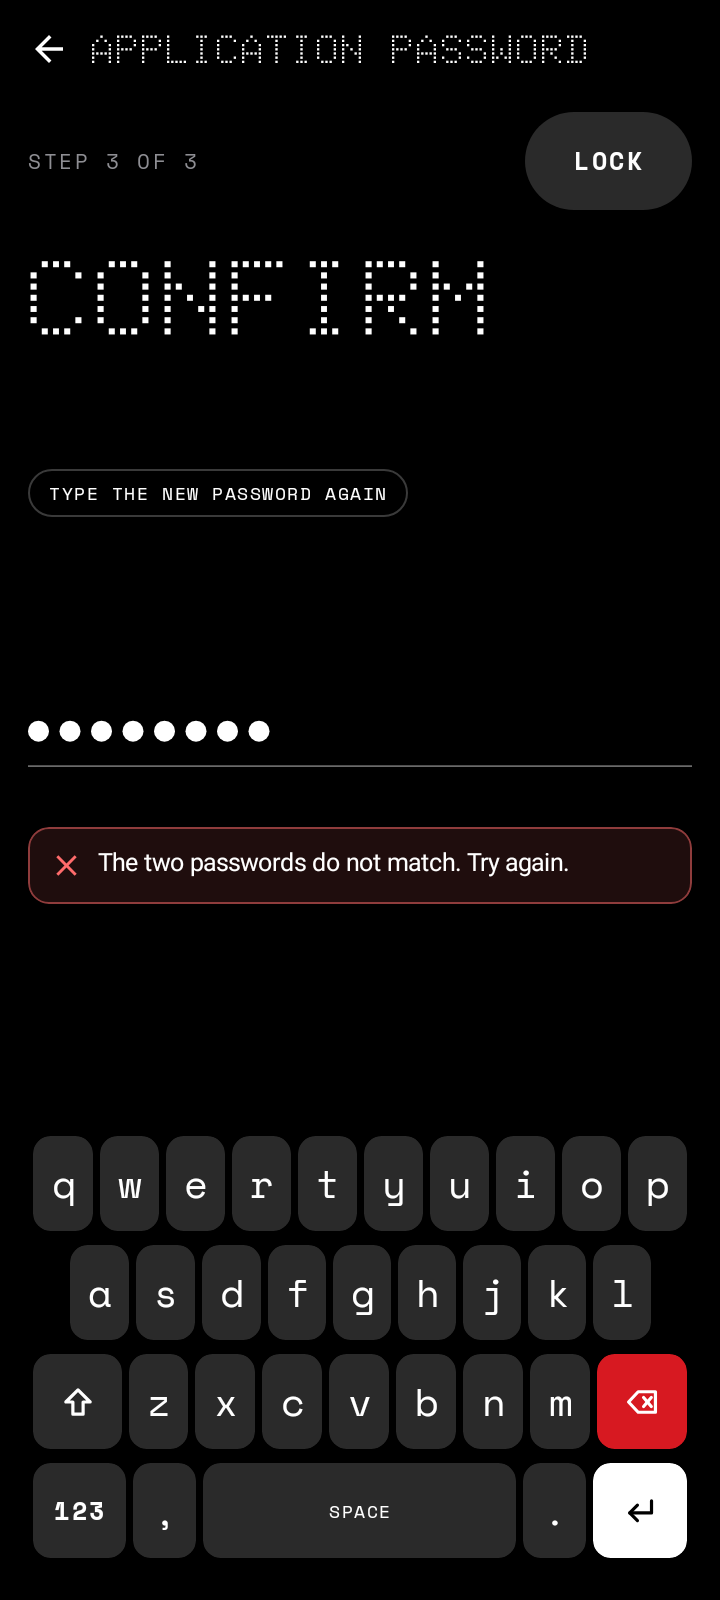 APPLICATION PASSWORD
STEP 3 OF 3
LOCK
CONFIRM
TYPE THE NEW PASSWORD AGAIN
The two passwords do not match. Try again.
q w e r t y u i o p
a s d f g h j k l
z x c v b n m
123 , SPACE .